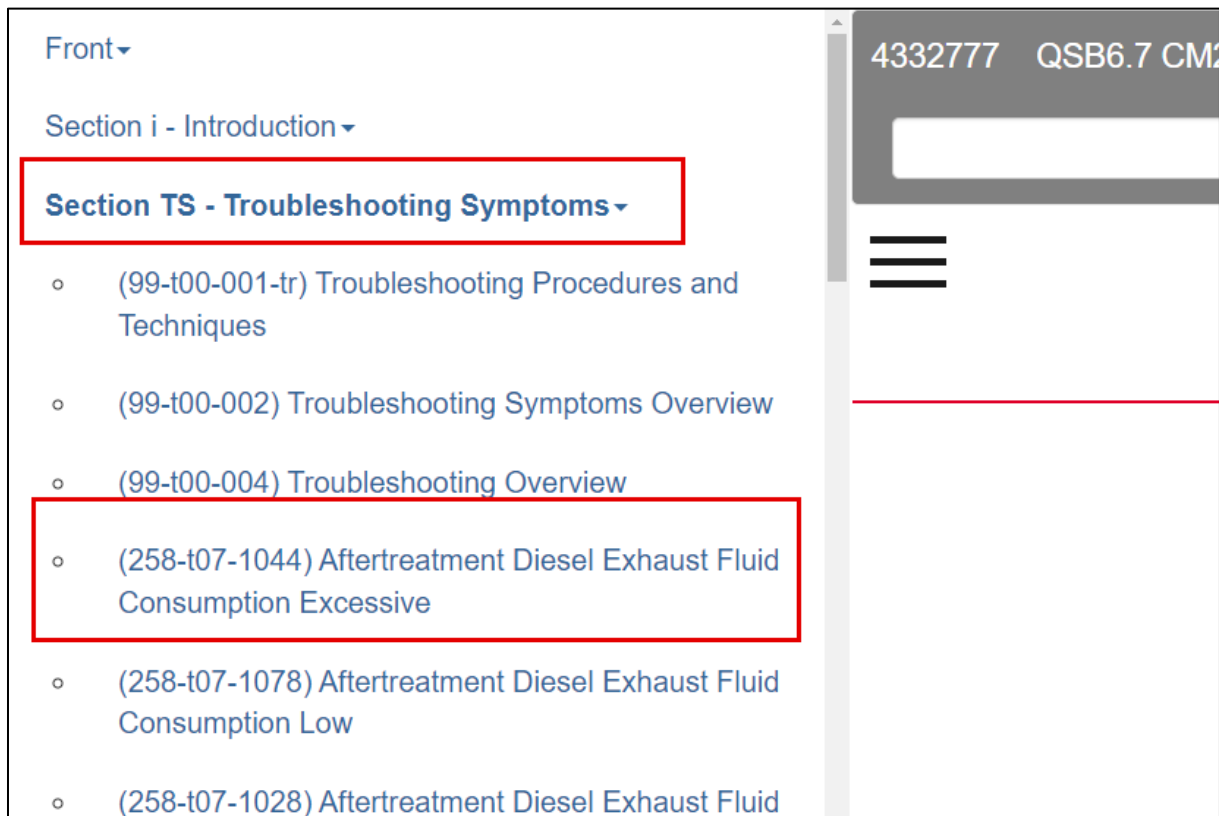 Front
Section i - Introduction
Section TS - Troubleshooting Symptoms
(99-t00-001-tr) Troubleshooting Procedures and
Techniques
(99-t00-002) Troubleshooting Symptoms Overview
(99-t00-004) Troubleshooting Overview
(258-t07-1044) Aftertreatment Diesel Exhaust Fluid
Consumption Excessive
(258-t07-1078) Aftertreatment Diesel Exhaust Fluid
Consumption Low
(258-t07-1028) Aftertreatment Diesel Exhaust Fluid
4332777 QSB6.7 CM2